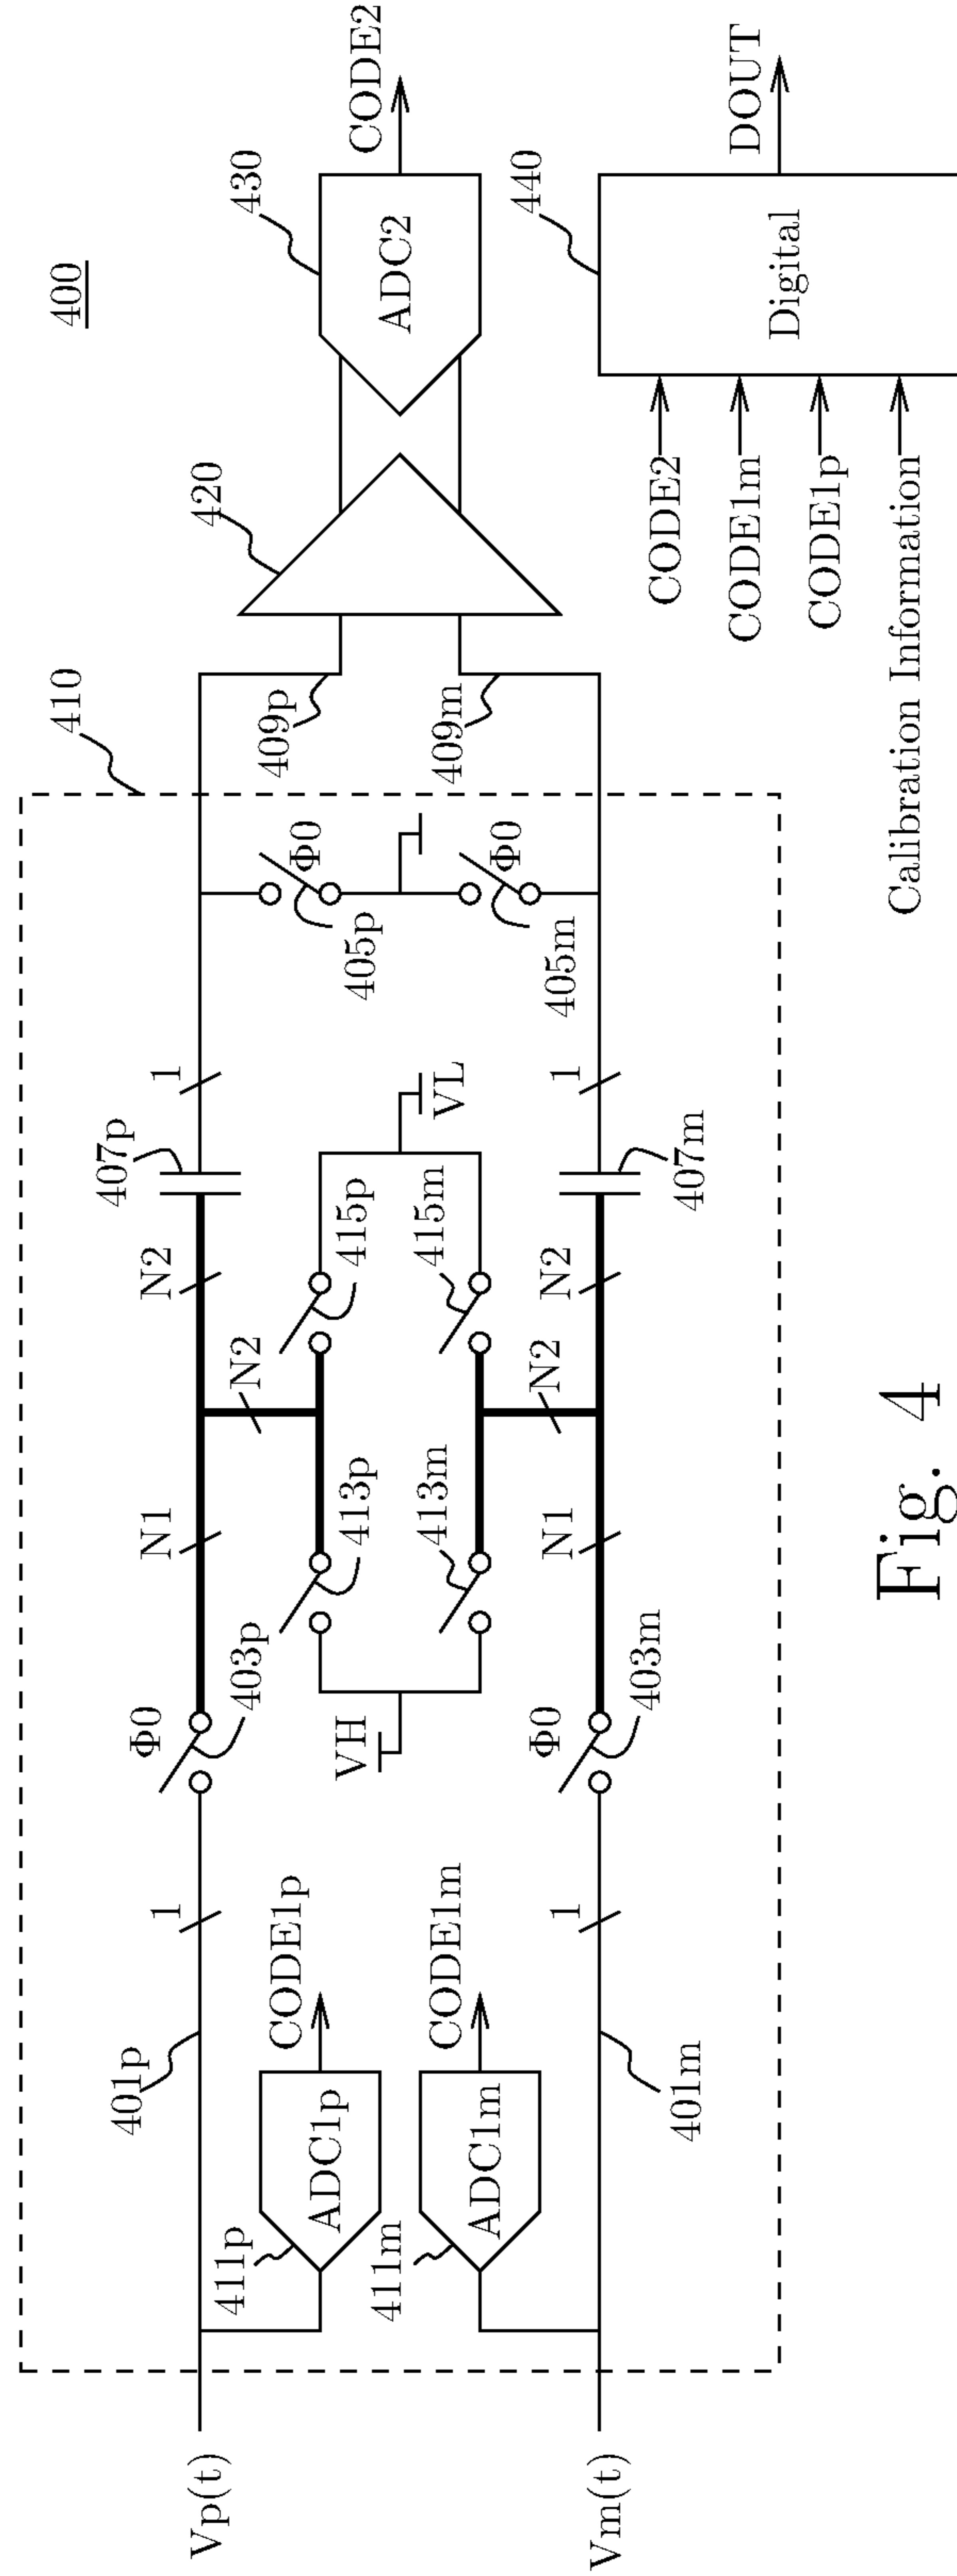 400
410
420
430
CODE2
Vp(t)
401p
1
Φ0
403p
N1
N2
N2
407p
1
411p
ADC1p
CODE1p
413p
415p
VH
VL
405p
Φ0
409p
ADC2
411m
ADC1m
CODE1m
413m
415m
405m
Φ0
409m
Vm(t)
401m
1
Φ0
403m
N1
N2
N2
407m
1
440
CODE2
CODE1m
CODE1p
Calibration Information
Digital
DOUT
Fig. 4